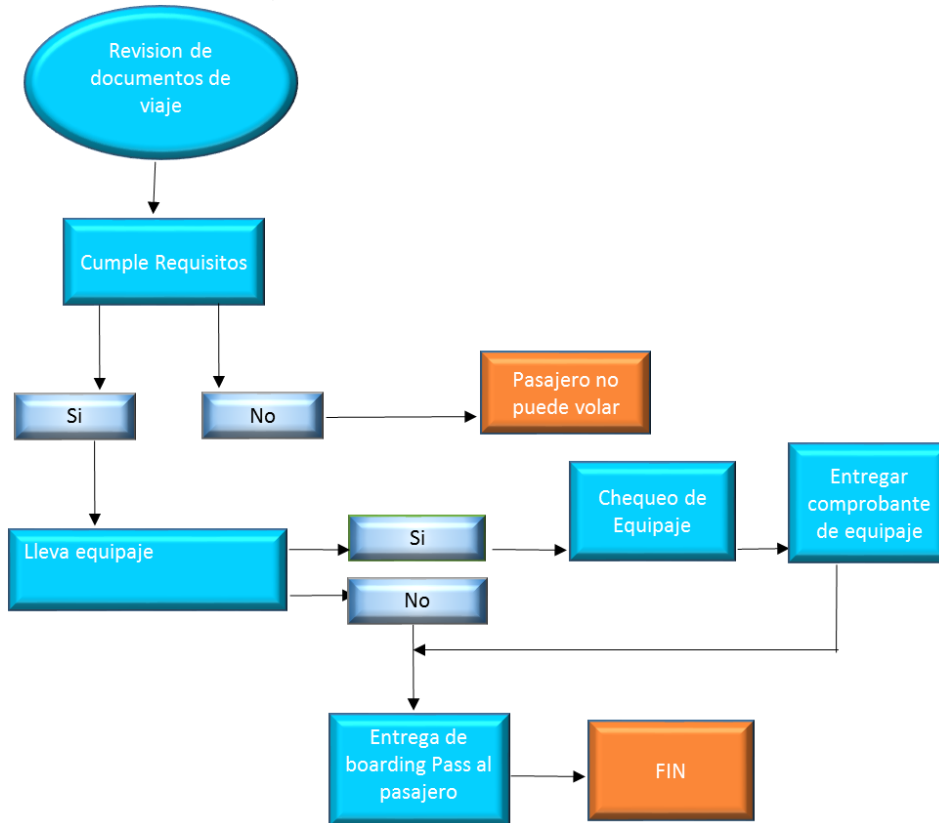 Revision de
documentos de
viaje
Cumple Requisitos
Si
No
Pasajero no
puede volar
Lleva equipaje
Si
No
Chequeo de
Equipaje
Entregar
comprobante
de equipaje
Entrega de
boarding Pass al
pasajero
FIN